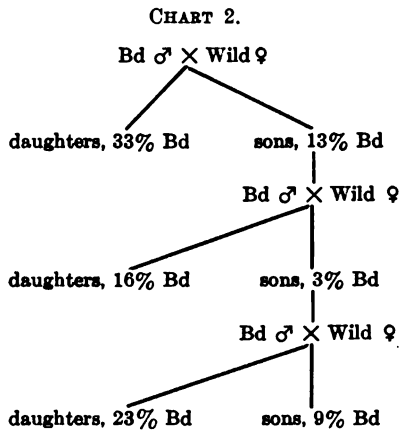 CHART 2.
Bd ♂ × Wild ♀
daughters, 33% Bd sons, 13% Bd
Bd ♂ × Wild ♀
daughters, 16% Bd sons, 3% Bd
Bd ♂ × Wild ♀
daughters, 23% Bd sons, 9% Bd